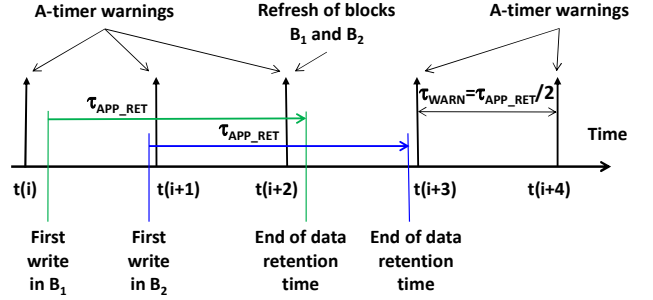 A-timer warnings
Refresh of blocks
B₁ and B₂
A-timer warnings
τAPP_RET
τWARN=τAPP_RET/2
τAPP_RET
Time
t(i)
t(i+1)
t(i+2)
t(i+3)
t(i+4)
First
write
in B₁
First
write
in B₂
End of data
retention
time
End of data
retention
time